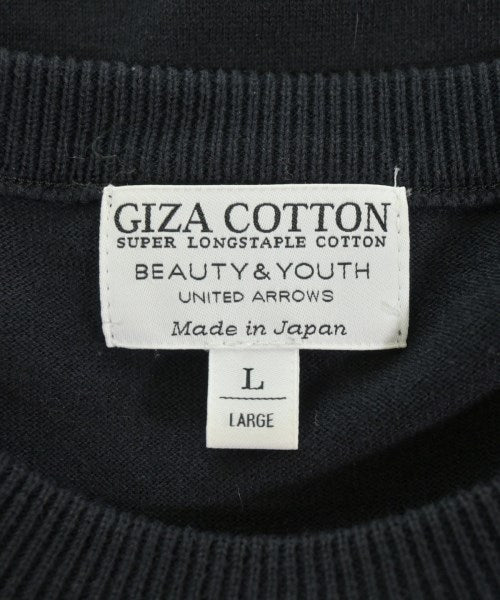 GIZA COTTON
SUPER LONGSTAPLE COTTON
BEAUTY & YOUTH
UNITED ARROWS
Made in Japan
L
LARGE